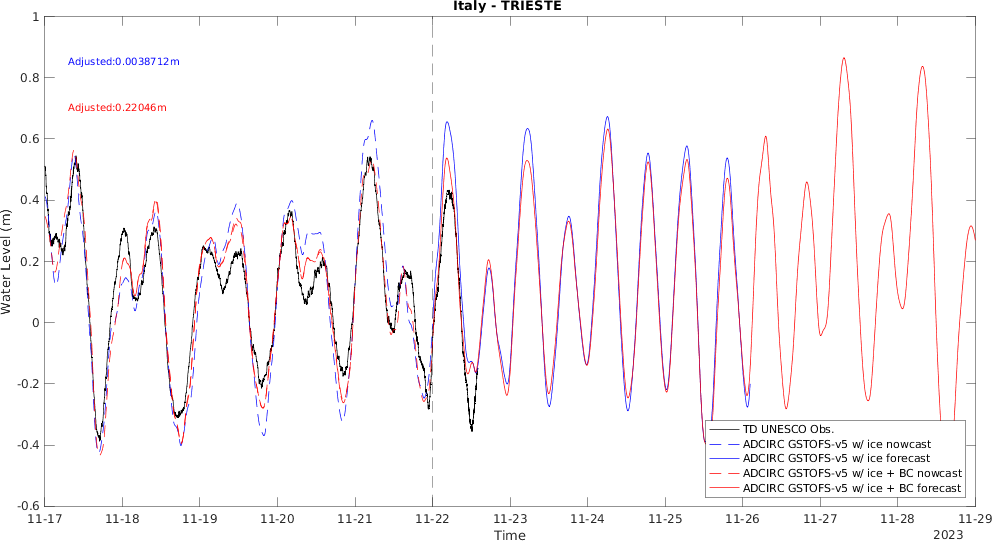 Italy - TRIESTE
Adjusted:0.0038712m
Adjusted:0.22046m
Water Level (m)
1
0.8
0.6
0.4
0.2
0
-0.2
-0.4
-0.6
TD UNESCO Obs.
ADCIRC GSTOFS-v5 w/ ice nowcast
ADCIRC GSTOFS-v5 w/ ice forecast
ADCIRC GSTOFS-v5 w/ ice + BC nowcast
ADCIRC GSTOFS-v5 w/ ice + BC forecast
11-17 11-18 11-19 11-20 11-21 11-22 11-23 11-24 11-25 11-26 11-27 11-28 11-29
Time
2023